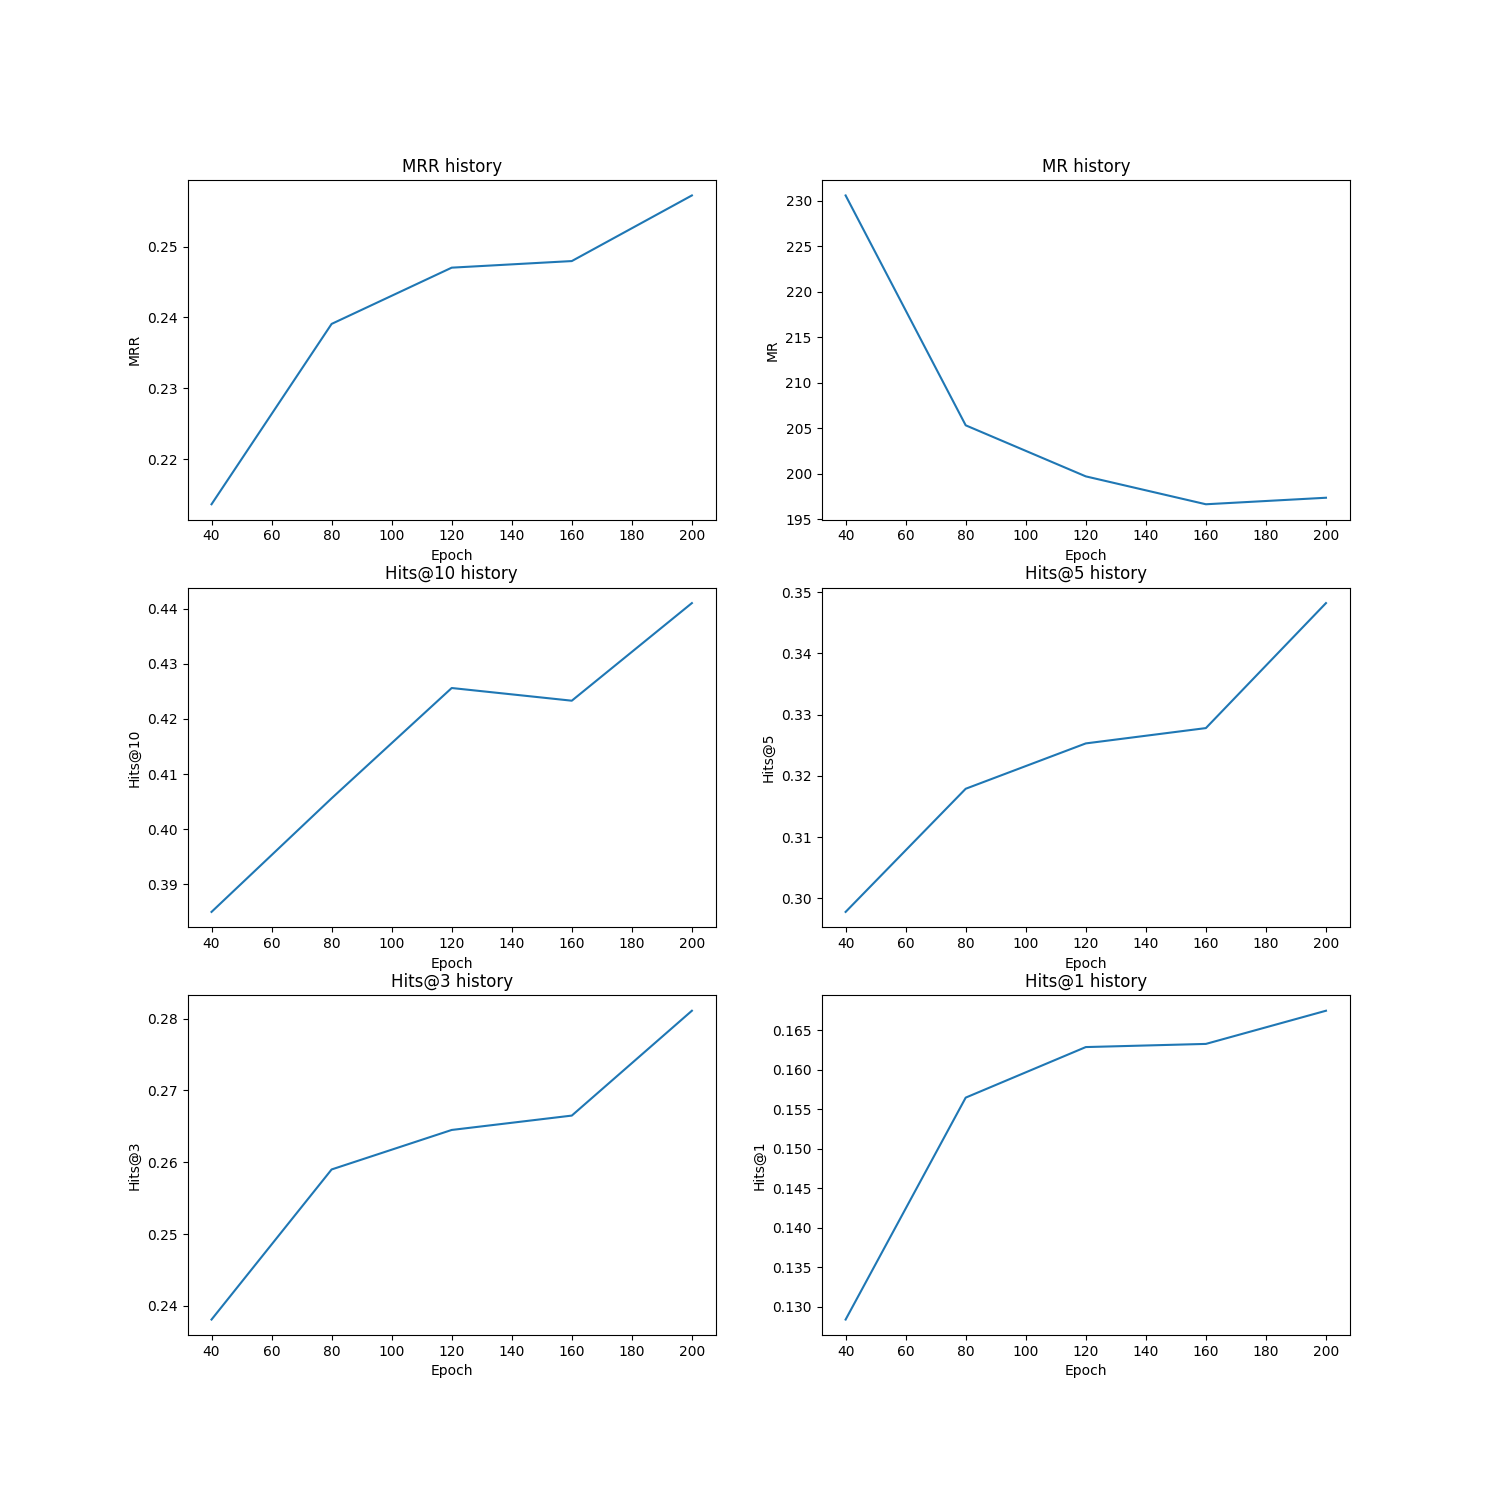 MRR history
MRR
0.25
0.24
0.23
0.22
40 60 80 100 120 140 160 180 200
Epoch
MR history
MR
230
225
220
215
210
205
200
195
40 60 80 100 120 140 160 180 200
Epoch
Hits@10 history
Hits@10
0.44
0.43
0.42
0.41
0.40
0.39
40 60 80 100 120 140 160 180 200
Epoch
Hits@5 history
Hits@5
0.35
0.34
0.33
0.32
0.31
0.30
40 60 80 100 120 140 160 180 200
Epoch
Hits@3 history
Hits@3
0.28
0.27
0.26
0.25
0.24
40 60 80 100 120 140 160 180 200
Epoch
Hits@1 history
Hits@1
0.165
0.160
0.155
0.150
0.145
0.140
0.135
0.130
40 60 80 100 120 140 160 180 200
Epoch